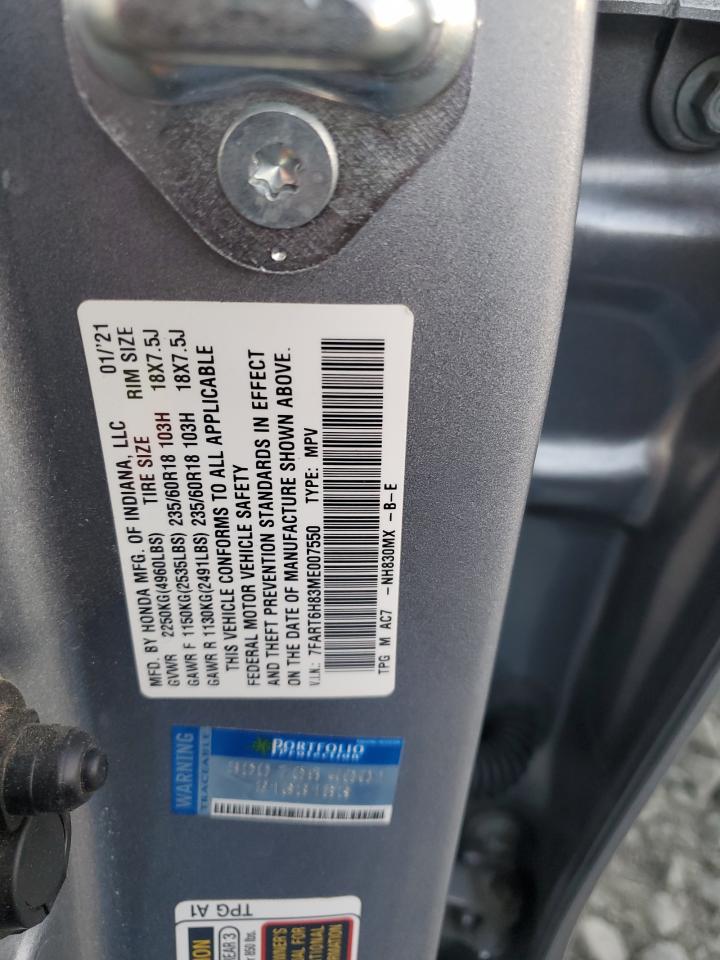 MFD. BY HONDA MFG. OF INDIANA, LLC 01/'21
TIRE SIZE RIM SIZE
GVWR 2250KG(4960LBS)
GAWR F 1150KG(2535LBS) 235/60R18 103H 18X7.5J
GAWR R 1130KG(2491LBS) 235/60R18 103H 18X7.5J
THIS VEHICLE CONFORMS TO ALL APPLICABLE
FEDERAL MOTOR VEHICLE SAFETY
AND THEFT PREVENTION STANDARDS IN EFFECT
ON THE DATE OF MANUFACTURE SHOWN ABOVE.
V.I.N.: 7FART6H83ME007550 TYPE: MPV
TPG M AC7 -NH830MX -B-E
WARNING
TRACEABLE
PORTFOLIO
PROTECTION
TPG A1